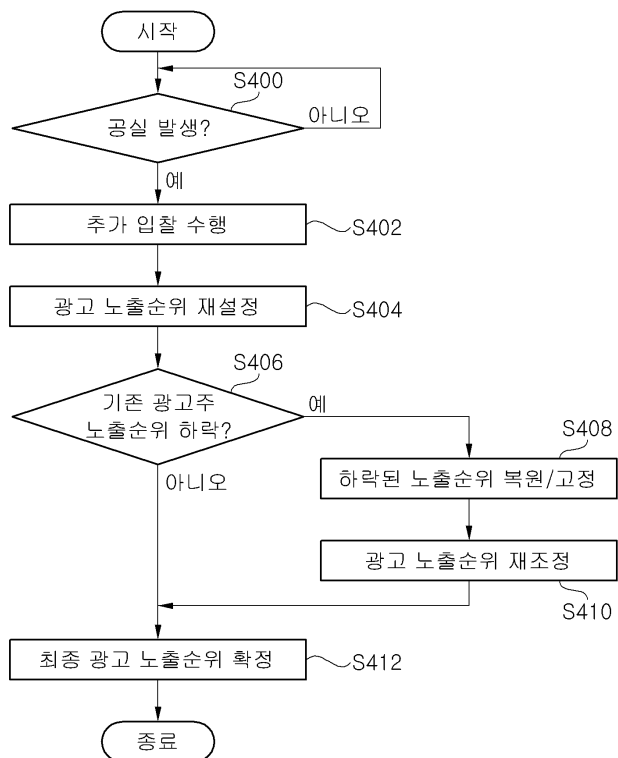 시작
S400
공실 발생?
아니오
예
추가 입찰 수행
S402
광고 노출순위 재설정
S404
S406
기존 광고주
노출순위 하락?
예
아니오
S408
하락된 노출순위 복원/고정
광고 노출순위 재조정
S410
최종 광고 노출순위 확정
S412
종료